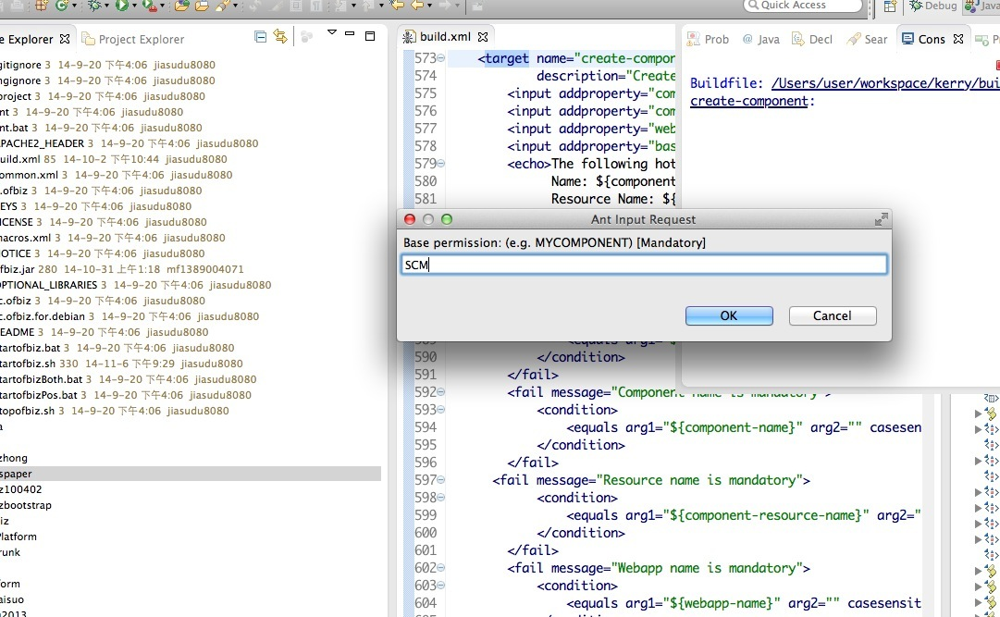 Quick Access
Debug
Java
e Explorer
Project Explorer
gitignore 3 14-9-20 下午4:06 jiasudu8080
ngignore 3 14-9-20 下午4:06 jiasudu8080
project 3 14-9-20 下午4:06 jiasudu8080
nt 3 14-9-20 下午4:06 jiasudu8080
nt.bat 3 14-9-20 下午4:06 jiasudu8080
PACHE2_HEADER 3 14-9-20 下午4:06 jiasudu8080
uild.xml 85 14-10-2 下午10:44 jiasudu8080
ommon.xml 3 14-9-20 下午4:06 jiasudu8080
.ofbiz 3 14-9-20 下午4:06 jiasudu8080
EYS 3 14-9-20 下午4:06 jiasudu8080
ICENSE 3 14-9-20 下午4:06 jiasudu8080
macros.xml 3 14-9-20 下午4:06 jiasudu8080
OTICE 3 14-9-20 下午4:06 jiasudu8080
fbiz.jar 280 14-10-31 上午1:18 mf1389004071
OPTIONAL_LIBRARIES 3 14-9-20 下午4:06 jiasudu8080
c.ofbiz 3 14-9-20 下午4:06 jiasudu8080
c.ofbiz.for.debian 3 14-9-20 下午4:06 jiasudu8080
EADME 3 14-9-20 下午4:06 jiasudu8080
tartofbiz.bat 3 14-9-20 下午4:06 jiasudu8080
tartofbiz.sh 330 14-11-6 下午9:29 jiasudu8080
tartofbizBoth.bat 3 14-9-20 下午4:06 jiasudu8080
tartofbizPos.bat 3 14-9-20 下午4:06 jiasudu8080
topofbiz.sh 3 14-9-20 下午4:06 jiasudu8080
a
zhong
spaper
z100402
zbootstrap
iz
Platform
runk
form
aisuo
2013
build.xml
573 <target name="create-compor
574 description="Create
575 <input addproperty="com
576 <input addproperty="com
577 <input addproperty="web
578 <input addproperty="bas
579 <echo>The following hot
580 Name: ${component
581 Resource Name: ${
Prob
@ Java
Decl
Sear
Cons
Buildfile: /Users/user/workspace/kerry/bui
create-component:
Ant Input Request
Base permission: (e.g. MYCOMPONENT) [Mandatory]
SCM
OK
Cancel
590 </condition>
591 </fail>
592 <fail message="Component name is mandatory">
593 <condition>
594 <equals arg1="${component-name}" arg2="" casesen
595 </condition>
596 </fail>
597 <fail message="Resource name is mandatory">
598 <condition>
599 <equals arg1="${component-resource-name}" arg2="
600 </condition>
601 </fail>
602 <fail message="Webapp name is mandatory">
603 <condition>
604 <equals arg1="${webapp-name}" arg2="" casesensit